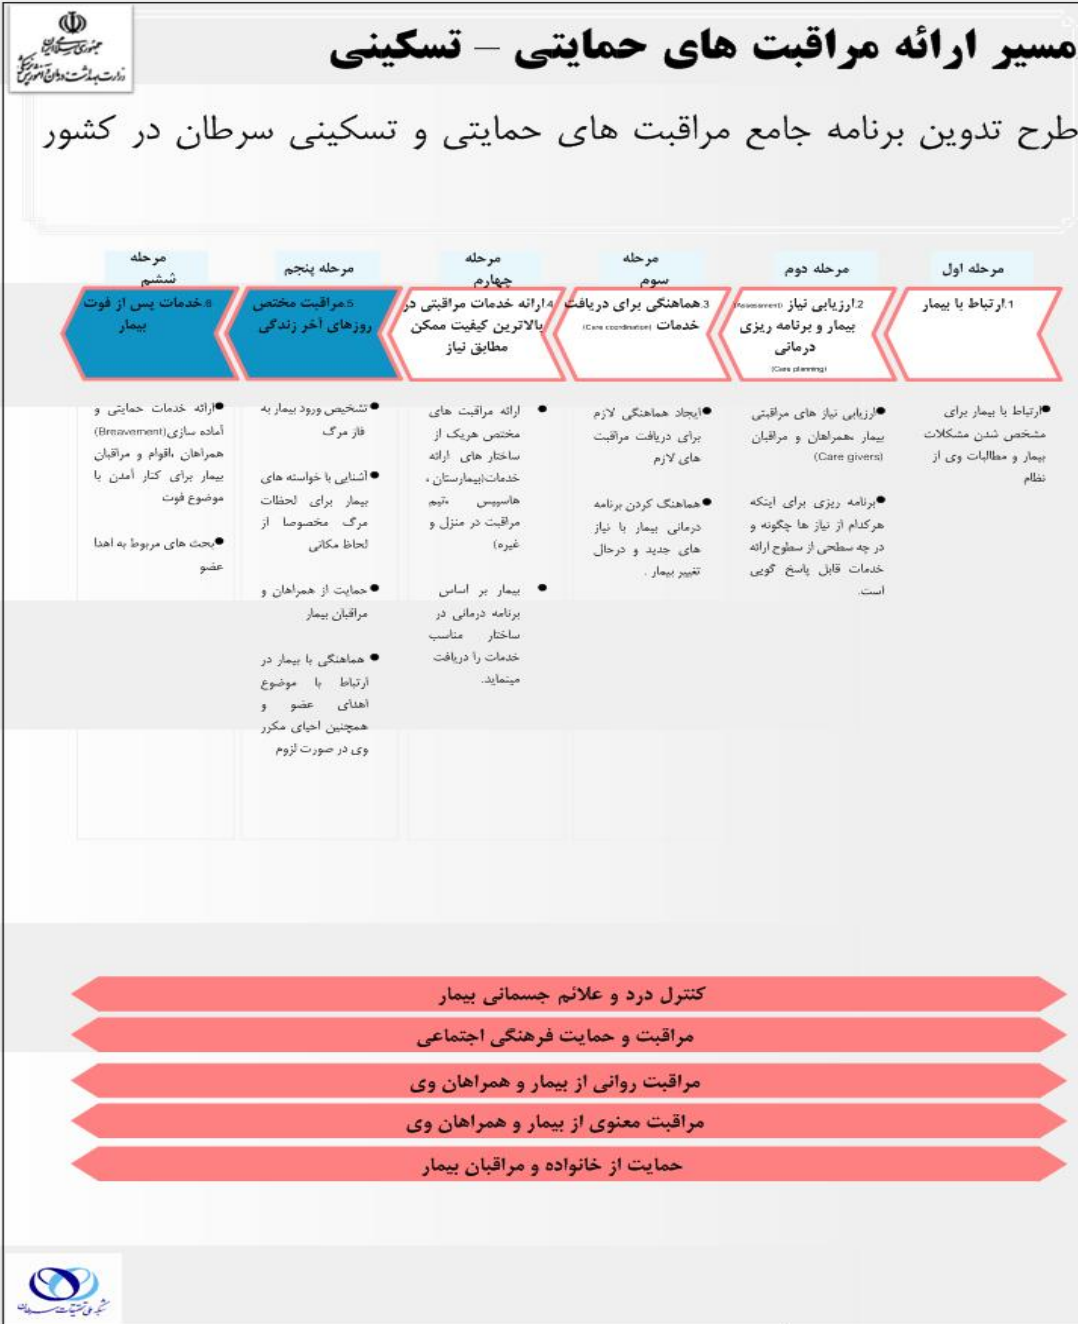 جمهوری اسلامی ایران
وزارت بهداشت، درمان و آموزش پزشکی
مسیر ارائه مراقبت های حمایتی – تسکینی
طرح تدوین برنامه جامع مراقبت های حمایتی و تسکینی سرطان در کشور
مرحله اول
1.ارتباط با بیمار
●ارتباط با بیمار برای
مشخص شدن مشکلات
بیمار و مطالبات وی از
نظام
مرحله دوم
2.ارزیابی نیاز (Assessment)
بیمار و برنامه ریزی
درمانی
(Care planning)
●ارزیابی نیاز های مراقبتی
بیمار ،همراهان و مراقبان
(Care givers)
●برنامه ریزی برای اینکه
هرکدام از نیاز ها چگونه و
در چه سطحی از سطوح ارائه
خدمات قابل پاسخ گویی
است.
مرحله
سوم
3.هماهنگی برای دریافت
خدمات (Care coordination)
●ایجاد هماهنگی لازم
برای دریافت مراقبت
های لازم
●هماهنگ کردن برنامه
درمانی بیمار با نیاز
های جدید و درحال
تغییر بیمار .
مرحله
چهارم
4.ارائه خدمات مراقبتی در
بالاترین کیفیت ممکن
مطابق نیاز
● ارائه مراقبت های
مختص هریک از
ساختار های ارائه
خدمات(بیمارستان ،
هاسپیس ،تیم
مراقبت در منزل و
غیره)
● بیمار بر اساس
برنامه درمانی در
ساختار مناسب
خدمات را دریافت
مینماید.
مرحله پنجم
5.مراقبت مختص
روزهای آخر زندگی
●تشخیص ورود بیمار به
فاز مرگ
●آشنایی با خواسته های
بیمار برای لحظات
مرگ مخصوصا از
لحاظ مکانی
●حمایت از همراهان و
مراقبان بیمار
● هماهنگی با بیمار در
ارتباط با موضوع
اهدای عضو و
همچنین احیای مکرر
وی در صورت لزوم
مرحله
ششم
6.خدمات پس از فوت
بیمار
●ارائه خدمات حمایتی و
آماده سازی(Breavement)
همراهان ،اقوام و مراقبان
بیمار برای کنار آمدن با
موضوع فوت
●بحث های مربوط به اهدا
عضو
کنترل درد و علائم جسمانی بیمار
مراقبت و حمایت فرهنگی اجتماعی
مراقبت روانی از بیمار و همراهان وی
مراقبت معنوی از بیمار و همراهان وی
حمایت از خانواده و مراقبان بیمار
شبکه ملی تحقیقات سرطان